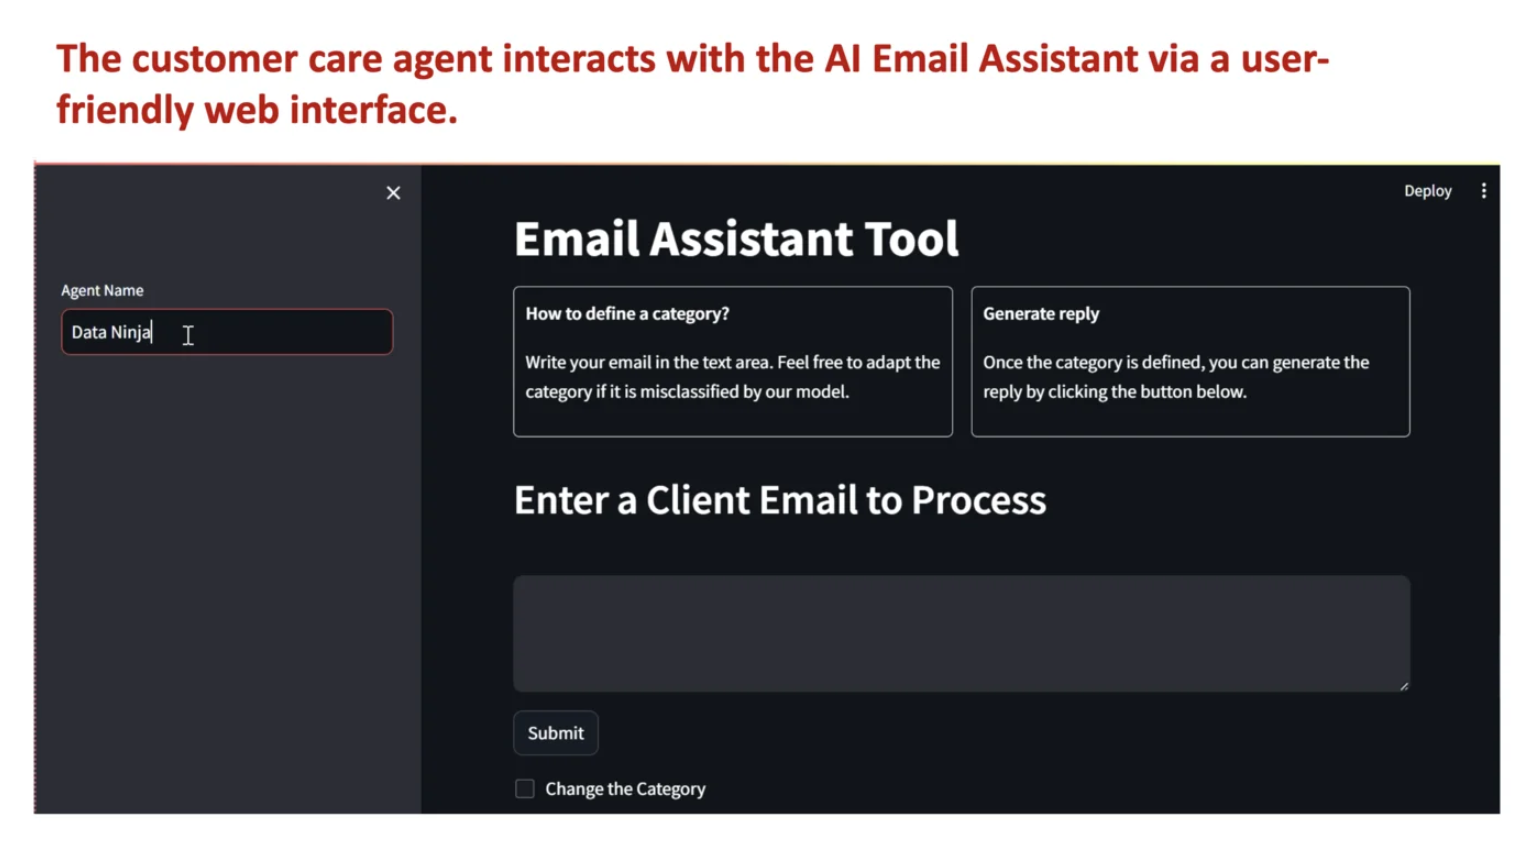 The customer care agent interacts with the AI Email Assistant via a user-
friendly web interface.
Deploy
Agent Name
Data Ninja
Email Assistant Tool
How to define a category?
Write your email in the text area. Feel free to adapt the
category if it is misclassified by our model.
Generate reply
Once the category is defined, you can generate the
reply by clicking the button below.
Enter a Client Email to Process
Submit
Change the Category